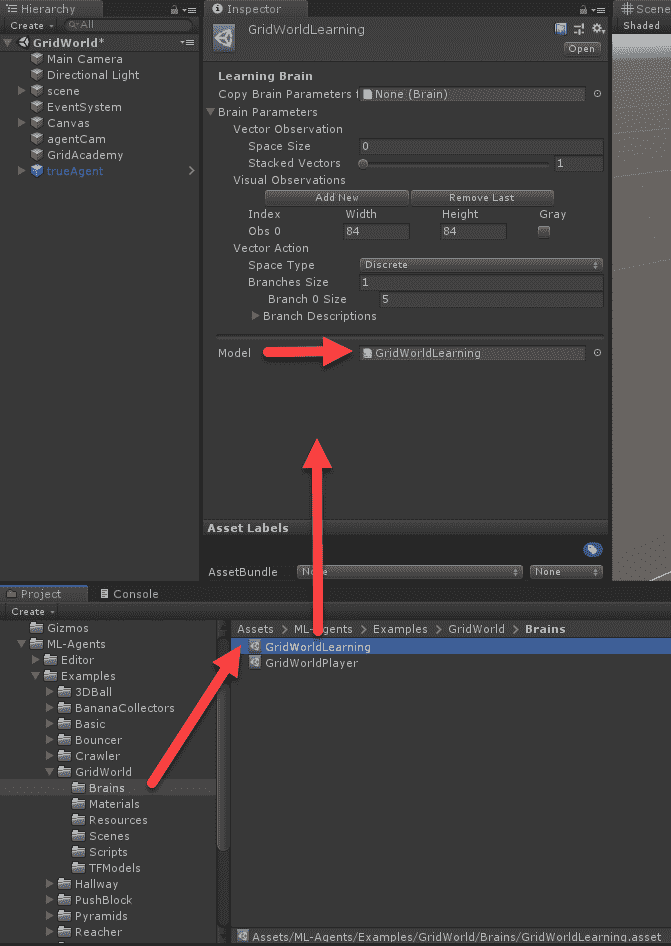 Hierarchy
Create
All
GridWorld*
Main Camera
Directional Light
scene
EventSystem
Canvas
agentCam
GridAcademy
trueAgent
Inspector
GridWorldLearning
Open
Learning Brain
Copy Brain Parameters f
None (Brain)
Brain Parameters
Vector Observation
Space Size 0
Stacked Vectors 1
Visual Observations
Add New Remove Last
Index Width Height Gray
Obs 0 84 84
Vector Action
Space Type Discrete
Branches Size 1
Branch 0 Size 5
Branch Descriptions
Model GridWorldLearning
Asset Labels
AssetBundle None None
Scene
Shaded
Project Console
Create
Gizmos
ML-Agents
Editor
Examples
3DBall
BananaCollectors
Basic
Bouncer
Crawler
GridWorld
Brains
Materials
Resources
Scenes
Scripts
TFModels
Hallway
PushBlock
Pyramids
Reacher
Assets > ML-Agents > Examples > GridWorld > Brains
GridWorldLearning
GridWorldPlayer
Assets/ML-Agents/Examples/GridWorld/Brains/GridWorldLearning.asset